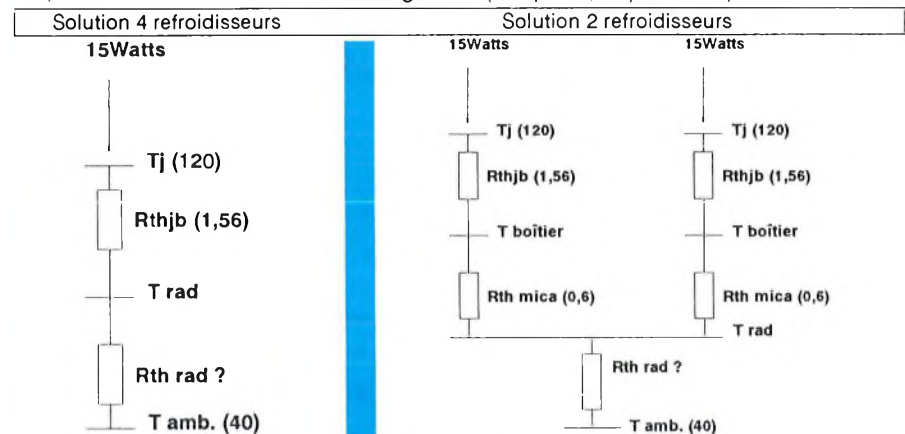 Solution 4 refroidisseurs
Solution 2 refroidisseurs
15Watts
Tj (120)
Rthjb (1,56)
T rad
Rth rad ?
T amb. (40)
15Watts
15Watts
Tj (120)
Tj (120)
Rthjb (1,56)
Rthjb (1,56)
T boîtier
T boîtier
Rth mica (0,6)
Rth mica (0,6)
T rad
Rth rad ?
T amb. (40)